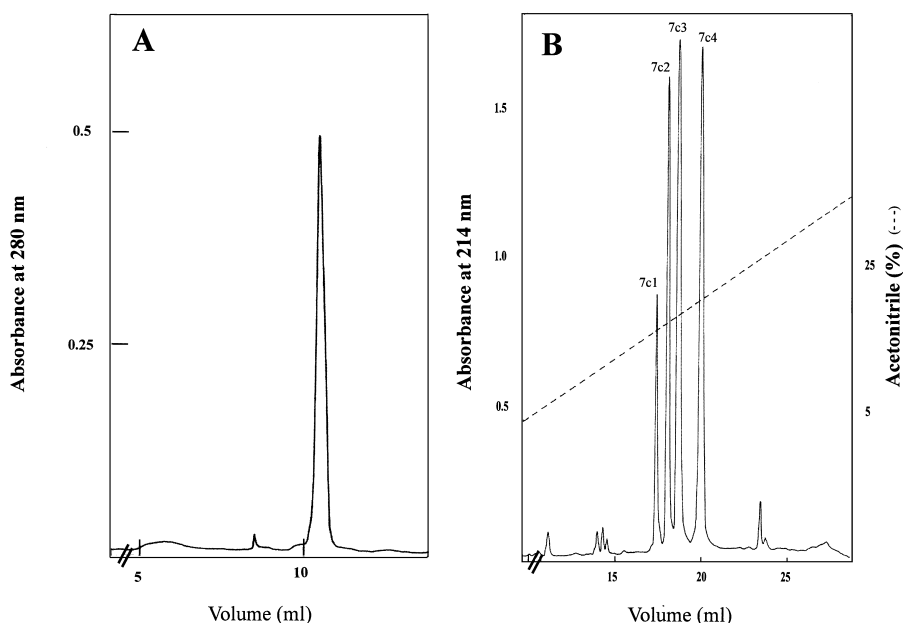 A
0.5
0.25
Absorbance at 280 nm
5
10
Volume (ml)
B
7c3
7c4
7c2
7c1
1.5
1.0
0.5
Absorbance at 214 nm
25
5
Acetonitrile (%) (---)
15
20
25
Volume (ml)